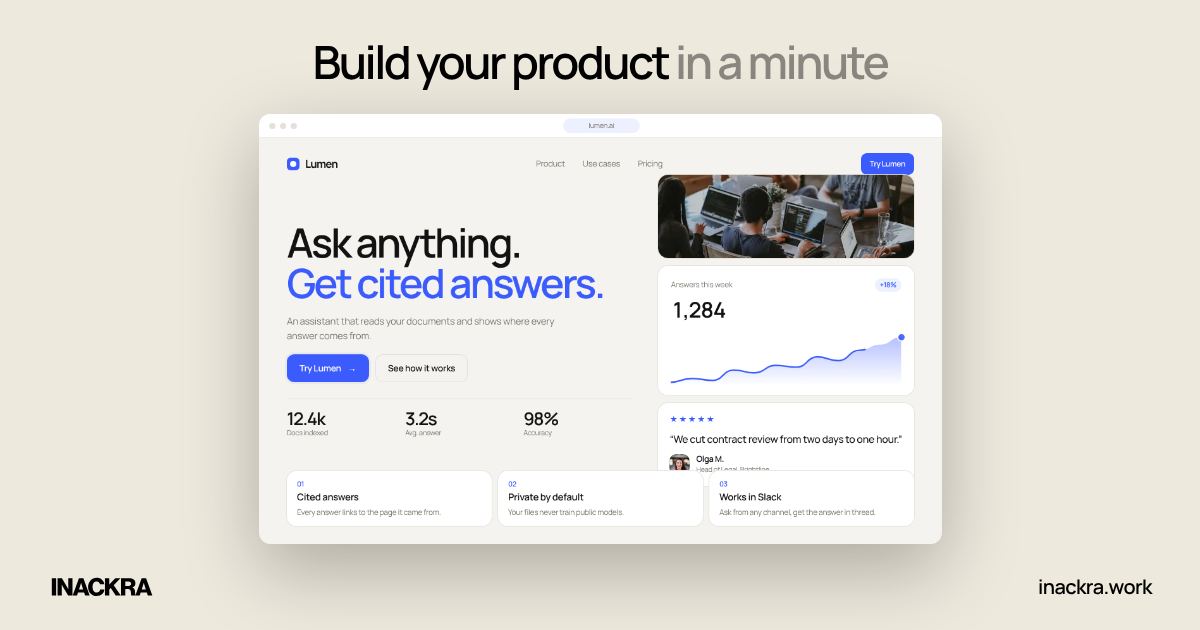 Build your product in a minute
lumen.ai
Lumen
Product
Use cases
Pricing
Try Lumen
Ask anything.
Get cited answers.
An assistant that reads your documents and shows where every
answer comes from.
Try Lumen →
See how it works
12.4k
Docs indexed
3.2s
Avg. answer
98%
Accuracy
Answers this week
+18%
1,284
★★★★★
“We cut contract review from two days to one hour.”
Olga M.
Head of Legal, Brightline
01
Cited answers
Every answer links to the page it came from.
02
Private by default
Your files never train public models.
03
Works in Slack
Ask from any channel, get the answer in thread.
INACKRA
inackra.work